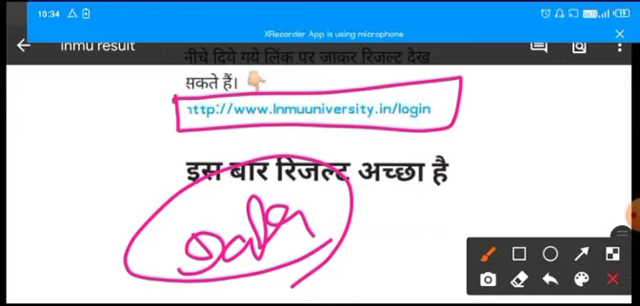 10:34
XRecorder App is using microphone
lnmu result
नीचे दिये गये लिंक पर जाकर रिजल्ट देख
सकते हैं। 👇
http://www.lnmuuniversity.in/login
इस बार रिजल्ट अच्छा है